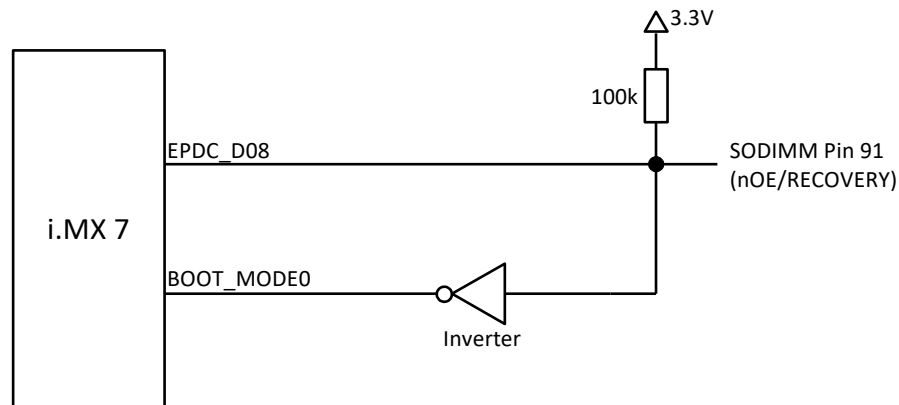 3.3V
100k
EPDC_D08
SODIMM Pin 91
(nOE/RECOVERY)
i.MX 7
BOOT_MODE0
Inverter